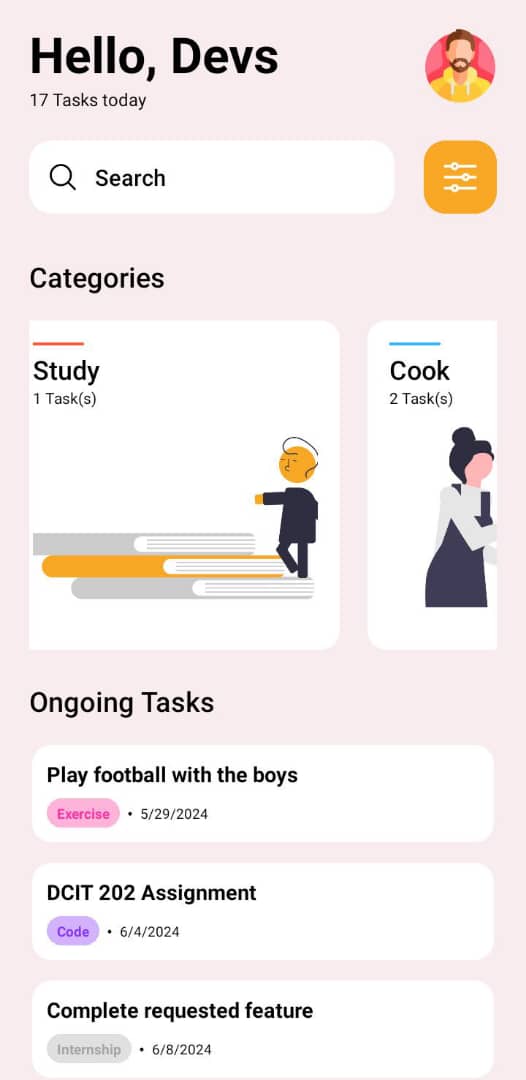 Hello, Devs
17 Tasks today
Search
Categories
Study
1 Task(s)
Cook
2 Task(s)
Ongoing Tasks
Play football with the boys
Exercise • 5/29/2024
DCIT 202 Assignment
Code • 6/4/2024
Complete requested feature
Internship • 6/8/2024